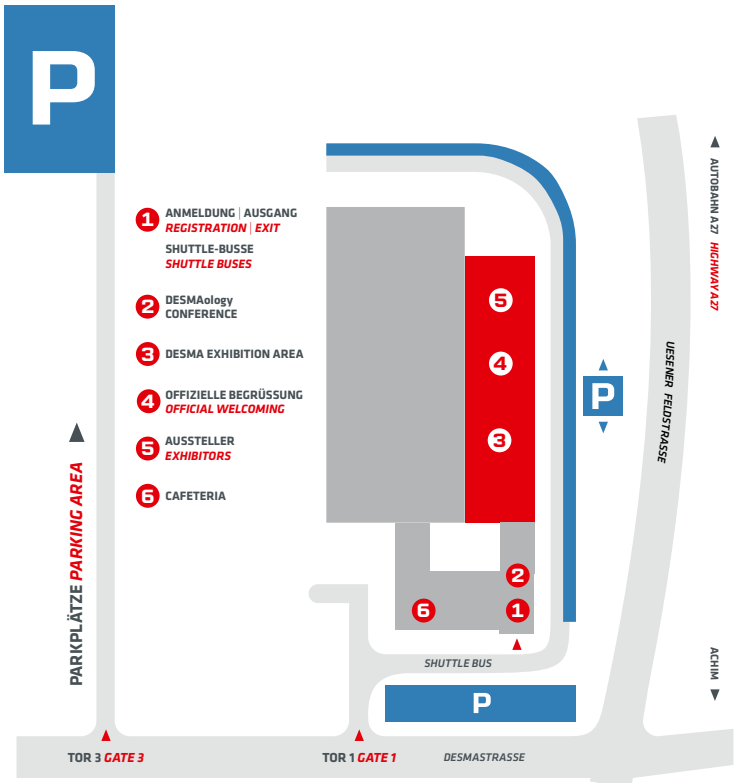 P
1 ANMELDUNG | AUSGANG
REGISTRATION | EXIT
SHUTTLE-BUSSE
SHUTTLE BUSES
2 DESMAology
CONFERENCE
3 DESMA EXHIBITION AREA
4 OFFIZIELLE BEGRÜSSUNG
OFFICIAL WELCOMING
5 AUSSTELLER
EXHIBITORS
6 CAFETERIA
PARKPLÄTZE PARKING AREA
5
4
3
2
1
6
P
UESENER FELDSTRASSE
AUTOBAHN A27 HIGHWAY A27
ACHIM
SHUTTLE BUS
P
TOR 3 GATE 3
TOR 1 GATE 1
DESMASTRASSE